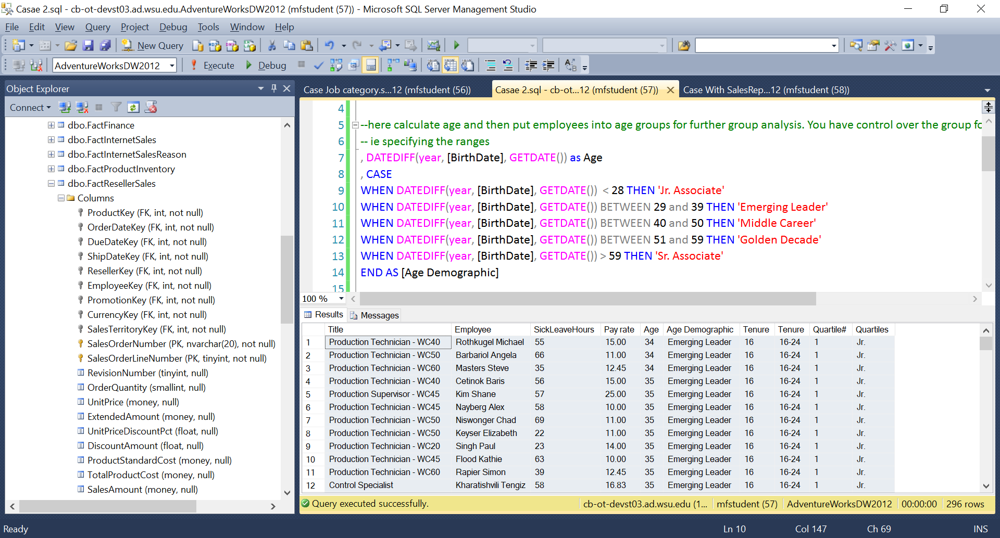 Casae 2.sql - cb-ot-devst03.ad.wsu.edu.AdventureWorksDW2012 (mfstudent (57)) - Microsoft SQL Server Management Studio
File Edit View Query Project Debug Tools Window Help
New Query
AdventureWorksDW2012 Execute Debug
Object Explorer
Connect
dbo.FactFinance
dbo.FactInternetSales
dbo.FactInternetSalesReason
dbo.FactProductInventory
dbo.FactResellerSales
Columns
ProductKey (FK, int, not null)
OrderDateKey (FK, int, not null)
DueDateKey (FK, int, not null)
ShipDateKey (FK, int, not null)
ResellerKey (FK, int, not null)
EmployeeKey (FK, int, not null)
PromotionKey (FK, int, not null)
CurrencyKey (FK, int, not null)
SalesTerritoryKey (FK, int, not null)
SalesOrderNumber (PK, nvarchar(20), not null)
SalesOrderLineNumber (PK, tinyint, not null)
RevisionNumber (tinyint, null)
OrderQuantity (smallint, null)
UnitPrice (money, null)
ExtendedAmount (money, null)
UnitPriceDiscountPct (float, null)
DiscountAmount (float, null)
ProductStandardCost (money, null)
TotalProductCost (money, null)
SalesAmount (money, null)
Case Job category.s...12 (mfstudent (56)) Casae 2.sql - cb-ot...12 (mfstudent (57)) Case With SalesRep...12 (mfstudent (58))
4
5 --here calculate age and then put employees into age groups for further group analysis. You have control over the group fo
6 -- ie specifying the ranges
7 , DATEDIFF(year, [BirthDate], GETDATE()) as Age
8 , CASE
9 WHEN DATEDIFF(year, [BirthDate], GETDATE()) < 28 THEN 'Jr. Associate'
10 WHEN DATEDIFF(year, [BirthDate], GETDATE()) BETWEEN 29 and 39 THEN 'Emerging Leader'
11 WHEN DATEDIFF(year, [BirthDate], GETDATE()) BETWEEN 40 and 50 THEN 'Middle Career'
12 WHEN DATEDIFF(year, [BirthDate], GETDATE()) BETWEEN 51 and 59 THEN 'Golden Decade'
13 WHEN DATEDIFF(year, [BirthDate], GETDATE()) > 59 THEN 'Sr. Associate'
14 END AS [Age Demographic]
15
100 %
Results Messages
Title Employee SickLeaveHours Pay rate Age Age Demographic Tenure Tenure Quartile# Quartiles
1 Production Technician - WC40 Rothkugel Michael 55 15.00 34 Emerging Leader 16 16-24 1 Jr.
2 Production Technician - WC50 Barbariol Angela 66 11.00 34 Emerging Leader 16 16-24 1 Jr.
3 Production Technician - WC60 Masters Steve 35 12.45 34 Emerging Leader 16 16-24 1 Jr.
4 Production Technician - WC40 Cetinok Baris 56 15.00 35 Emerging Leader 16 16-24 1 Jr.
5 Production Supervisor - WC45 Kim Shane 57 25.00 35 Emerging Leader 16 16-24 1 Jr.
6 Production Technician - WC45 Nayberg Alex 58 10.00 35 Emerging Leader 16 16-24 1 Jr.
7 Production Technician - WC50 Niswonger Chad 69 11.00 35 Emerging Leader 16 16-24 1 Jr.
8 Production Technician - WC50 Keyser Elizabeth 22 11.00 35 Emerging Leader 16 16-24 1 Jr.
9 Production Technician - WC20 Singh Paul 23 14.00 35 Emerging Leader 16 16-24 1 Jr.
10 Production Technician - WC45 Flood Kathie 63 10.00 35 Emerging Leader 16 16-24 1 Jr.
11 Production Technician - WC60 Rapier Simon 39 12.45 35 Emerging Leader 16 16-24 1 Jr.
12 Control Specialist Kharatishvili Tengiz 58 16.83 35 Emerging Leader 16 16-24 1 Jr.
Query executed successfully. cb-ot-devst03.ad.wsu.edu (1... mfstudent (57) AdventureWorksDW2012 00:00:00 296 rows
Ready Ln 10 Col 147 Ch 69 INS